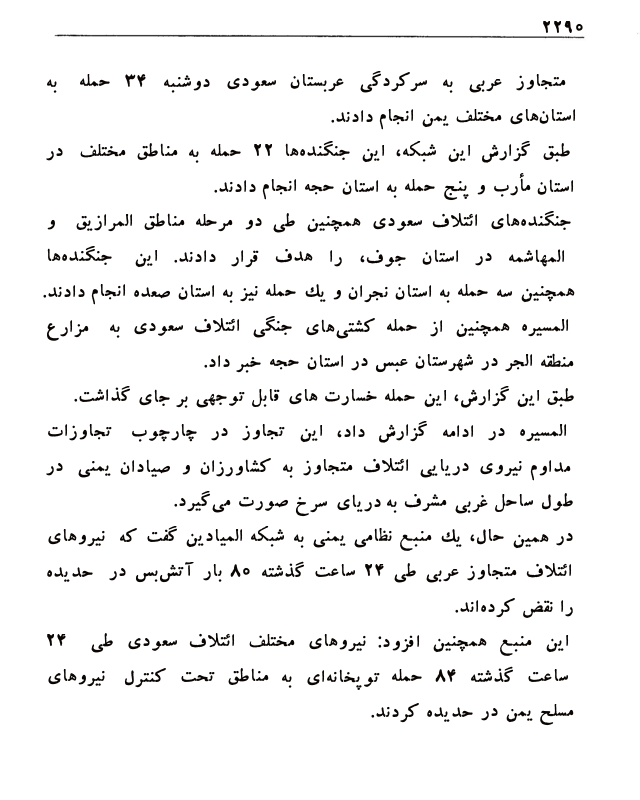 ۲۲۹۵
متجاوز عربی به سرکردگی عربستان سعودی دوشنبه ۳۴ حمله به
استان‌های مختلف یمن انجام دادند.
طبق گزارش این شبکه، این جنگنده‌ها ۲۲ حمله به مناطق مختلف در
استان مأرب و پنج حمله به استان حجه انجام دادند.
جنگنده‌های ائتلاف سعودی همچنین طی دو مرحله مناطق المرازیق و
المهاشمه در استان جوف، را هدف قرار دادند. این جنگنده‌ها
همچنین سه حمله به استان نجران و یك حمله نیز به استان صعده انجام دادند.
المسیره همچنین از حمله کشتی‌های جنگی ائتلاف سعودی به مزارع
منطقه الجر در شهرستان عبس در استان حجه خبر داد.
طبق این گزارش، این حمله خسارت های قابل توجهی بر جای گذاشت.
المسیره در ادامه گزارش داد، این تجاوز در چارچوب تجاوزات
مداوم نیروی دریایی ائتلاف متجاوز به کشاورزان و صیادان یمنی در
طول ساحل غربی مشرف به دریای سرخ صورت می‌گیرد.
در همین حال، یك منبع نظامی یمنی به شبکه المیادین گفت که نیروهای
ائتلاف متجاوز عربی طی ۲۴ ساعت گذشته ۸۵ بار آتش‌بس در حدیده
را نقض کرده‌اند.
این منبع همچنین افزود: نیروهای مختلف ائتلاف سعودی طی ۲۴
ساعت گذشته ۸۴ حمله توپخانه‌ای به مناطق تحت کنترل نیروهای
مسلح یمن در حدیده کردند.